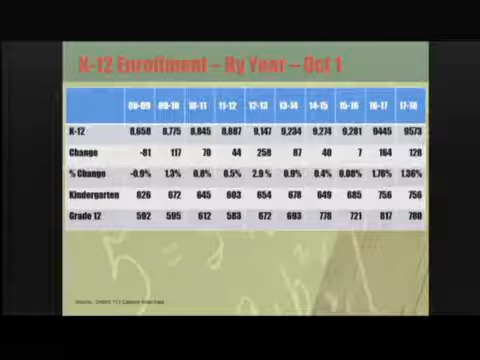 K-12 Enrollment – By Year – Oct 1
08-09 09-10 10-11 11-12 12-13 13-14 14-15 15-16 16-17 17-18
K-12 8,658 8,775 8,845 8,887 9,147 9,234 9,274 9,281 9445 9573
Change -81 117 70 44 258 87 40 7 164 128
% Change -0.9% 1.3% 0.8% 0.5% 2.9 % 0.9% 0.4% 0.08% 1.76% 1.36%
Kindergarten 626 672 645 603 654 678 649 685 756 756
Grade 12 592 595 612 583 672 693 778 721 817 780